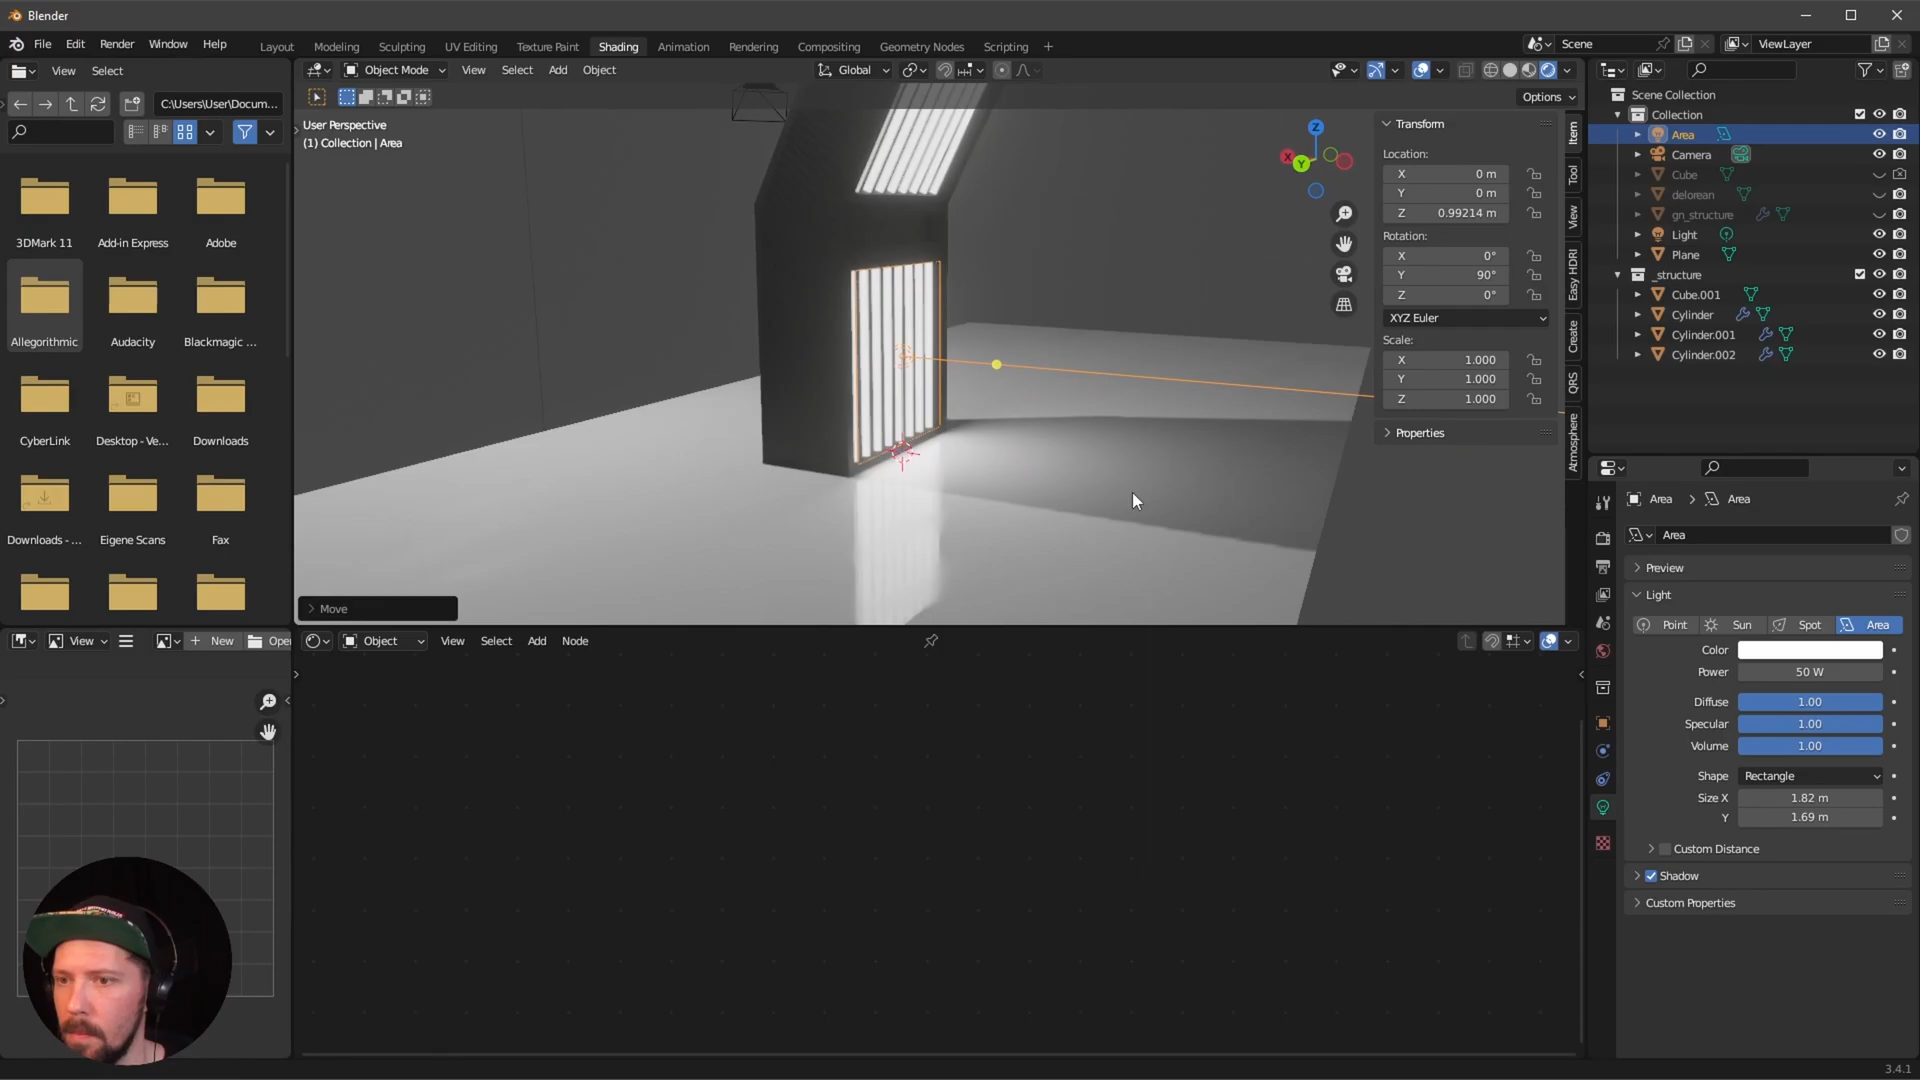 Blender
File Edit Render Window Help
Layout Modeling Sculpting UV Editing Texture Paint Shading Animation Rendering Compositing Geometry Nodes Scripting +
Scene
ViewLayer
View Select
Object Mode View Select Add Object
Global
C:\Users\User\Docum...
Options
User Perspective
(1) Collection | Area
3DMark 11 Add-in Express Adobe
Allegorithmic Audacity Blackmagic ...
CyberLink Desktop - Ve... Downloads
Downloads - ... Eigene Scans Fax
Z
X
Y
Transform
Location:
X 0 m
Y 0 m
Z 0.99214 m
Rotation:
X 0°
Y 90°
Z 0°
XYZ Euler
Scale:
X 1.000
Y 1.000
Z 1.000
Properties
Item
Tool
View
Easy HDRI
Create
QRS
Atmosphere
Scene Collection
Collection
Area
Camera
Cube
delorean
gn_structure
Light
Plane
_structure
Cube.001
Cylinder
Cylinder.001
Cylinder.002
Move
View New Open
Object View Select Add Node
Area > Area
Area
Preview
Light
Point Sun Spot Area
Color
Power 50 W
Diffuse 1.00
Specular 1.00
Volume 1.00
Shape Rectangle
Size X 1.82 m
Y 1.69 m
Custom Distance
Shadow
Custom Properties
3.4.1